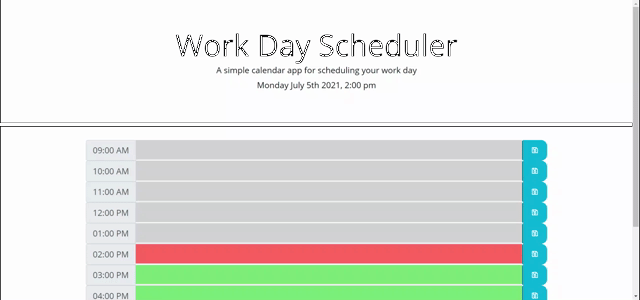 Work Day Scheduler
A simple calendar app for scheduling your work day
Monday July 5th 2021, 2:00 pm
09:00 AM
10:00 AM
11:00 AM
12:00 PM
01:00 PM
02:00 PM
03:00 PM
04:00 PM